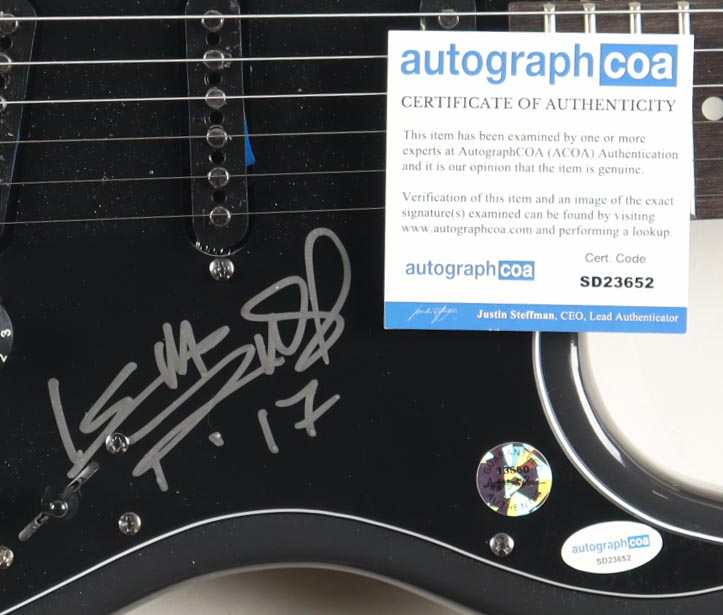 autographcoa
CERTIFICATE OF AUTHENTICITY
This item has been examined by one or more
experts at AutographCOA (ACOA) Authentication
and it is our opinion that the item is genuine.
Verification of this item and an image of the exact
signature(s) examined can be found by visiting
www.autographcoa.com and performing a lookup.
autographcoa
Cert. Code
SD23652
Justin Steffman, CEO, Lead Authenticator
2
3
'17
13550
autographcoa
SD23652